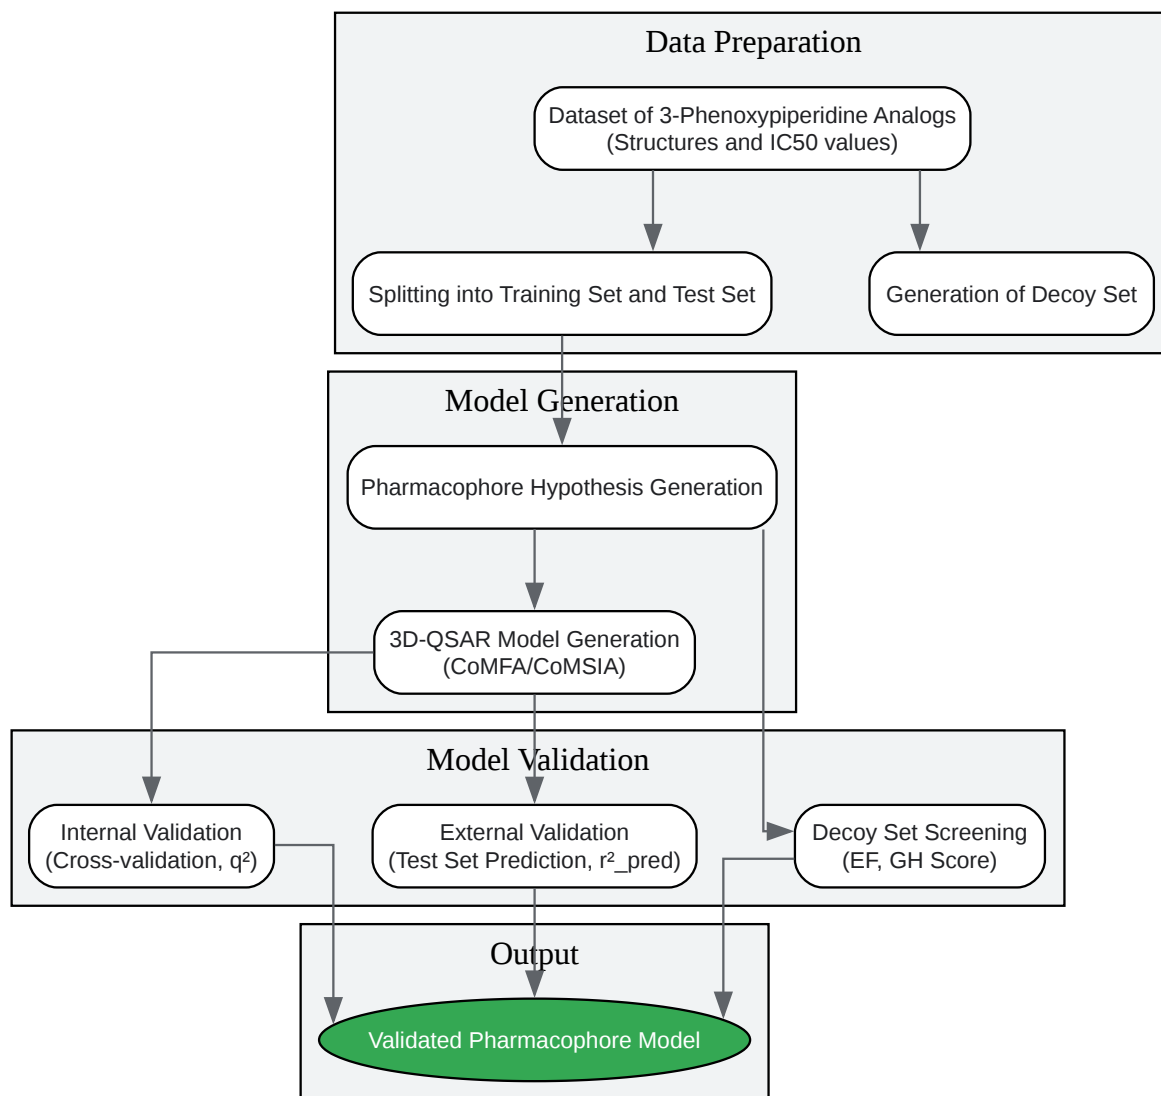 Data Preparation
Dataset of 3-Phenoxypiperidine Analogs
(Structures and IC50 values)
Splitting into Training Set and Test Set
Generation of Decoy Set
Model Generation
Pharmacophore Hypothesis Generation
3D-QSAR Model Generation
(CoMFA/CoMSIA)
Model Validation
Internal Validation
(Cross-validation, q²)
External Validation
(Test Set Prediction, r²_pred)
Decoy Set Screening
(EF, GH Score)
Output
Validated Pharmacophore Model